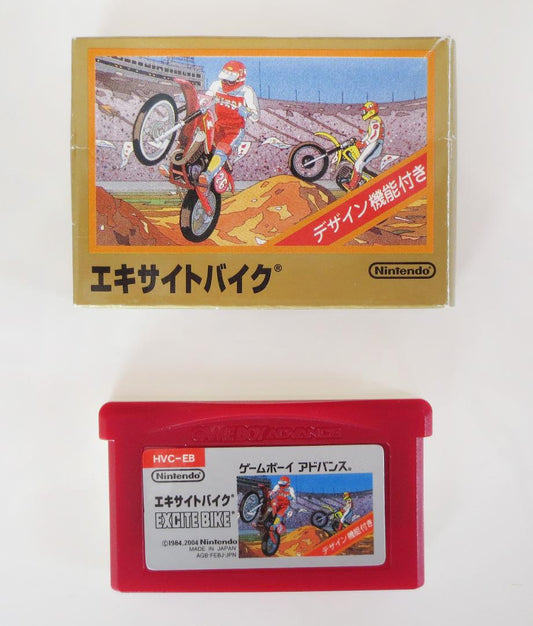 デザイン機能付き
エキサイトバイク®
Nintendo®
GAME BOY ADVANCE
HVC-EB
ゲームボーイ アドバンス®
Nintendo®
エキサイトバイク®
EXCITE BIKE®
デザイン機能付き
©1984,2004 Nintendo
MADE IN JAPAN
AGB-FEBJ-JPN